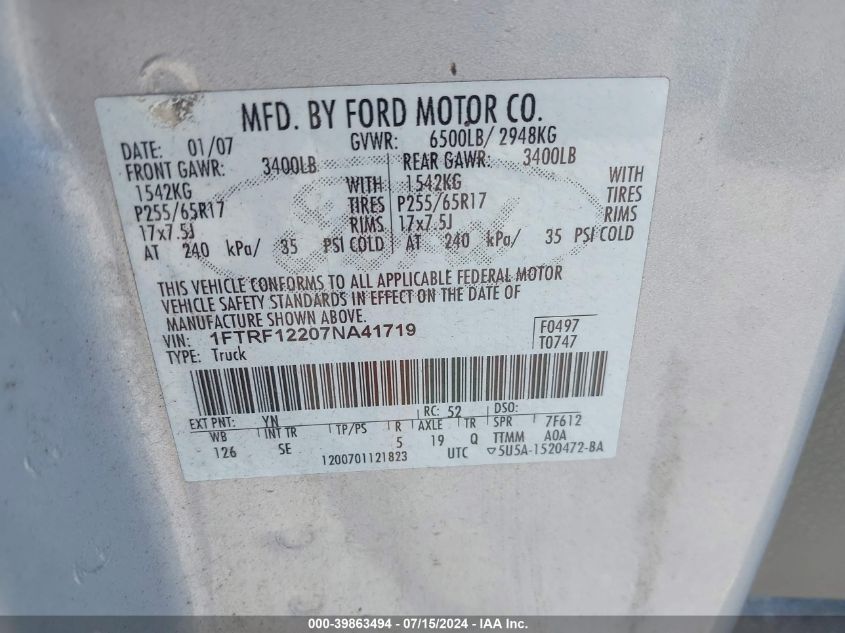 MFD. BY FORD MOTOR CO.
DATE: 01/07 GVWR: 6500LB/ 2948KG
FRONT GAWR: 3400LB REAR GAWR: 3400LB
1542KG WITH 1542KG WITH
P255/65R17 TIRES P255/65R17 TIRES
17x7.5J RIMS 17x7.5J RIMS
AT 240 kPa/ 35 PSI COLD AT 240 kPa/ 35 PSI COLD
THIS VEHICLE CONFORMS TO ALL APPLICABLE FEDERAL MOTOR
VEHICLE SAFETY STANDARDS IN EFFECT ON THE DATE OF
MANUFACTURE SHOWN ABOVE.
VIN: 1FTRF12207NA41719 F0497
TYPE: Truck T0747
EXT PNT: YN RC: 52 DSO:
WB INT TR TP/PS R AXLE TR SPR 7F612
126 SE 5 19 Q TTMM AOA
1200701121823 UTC ▽5U5A-1520472-BA
000-39863494 - 07/15/2024 - IAA Inc.